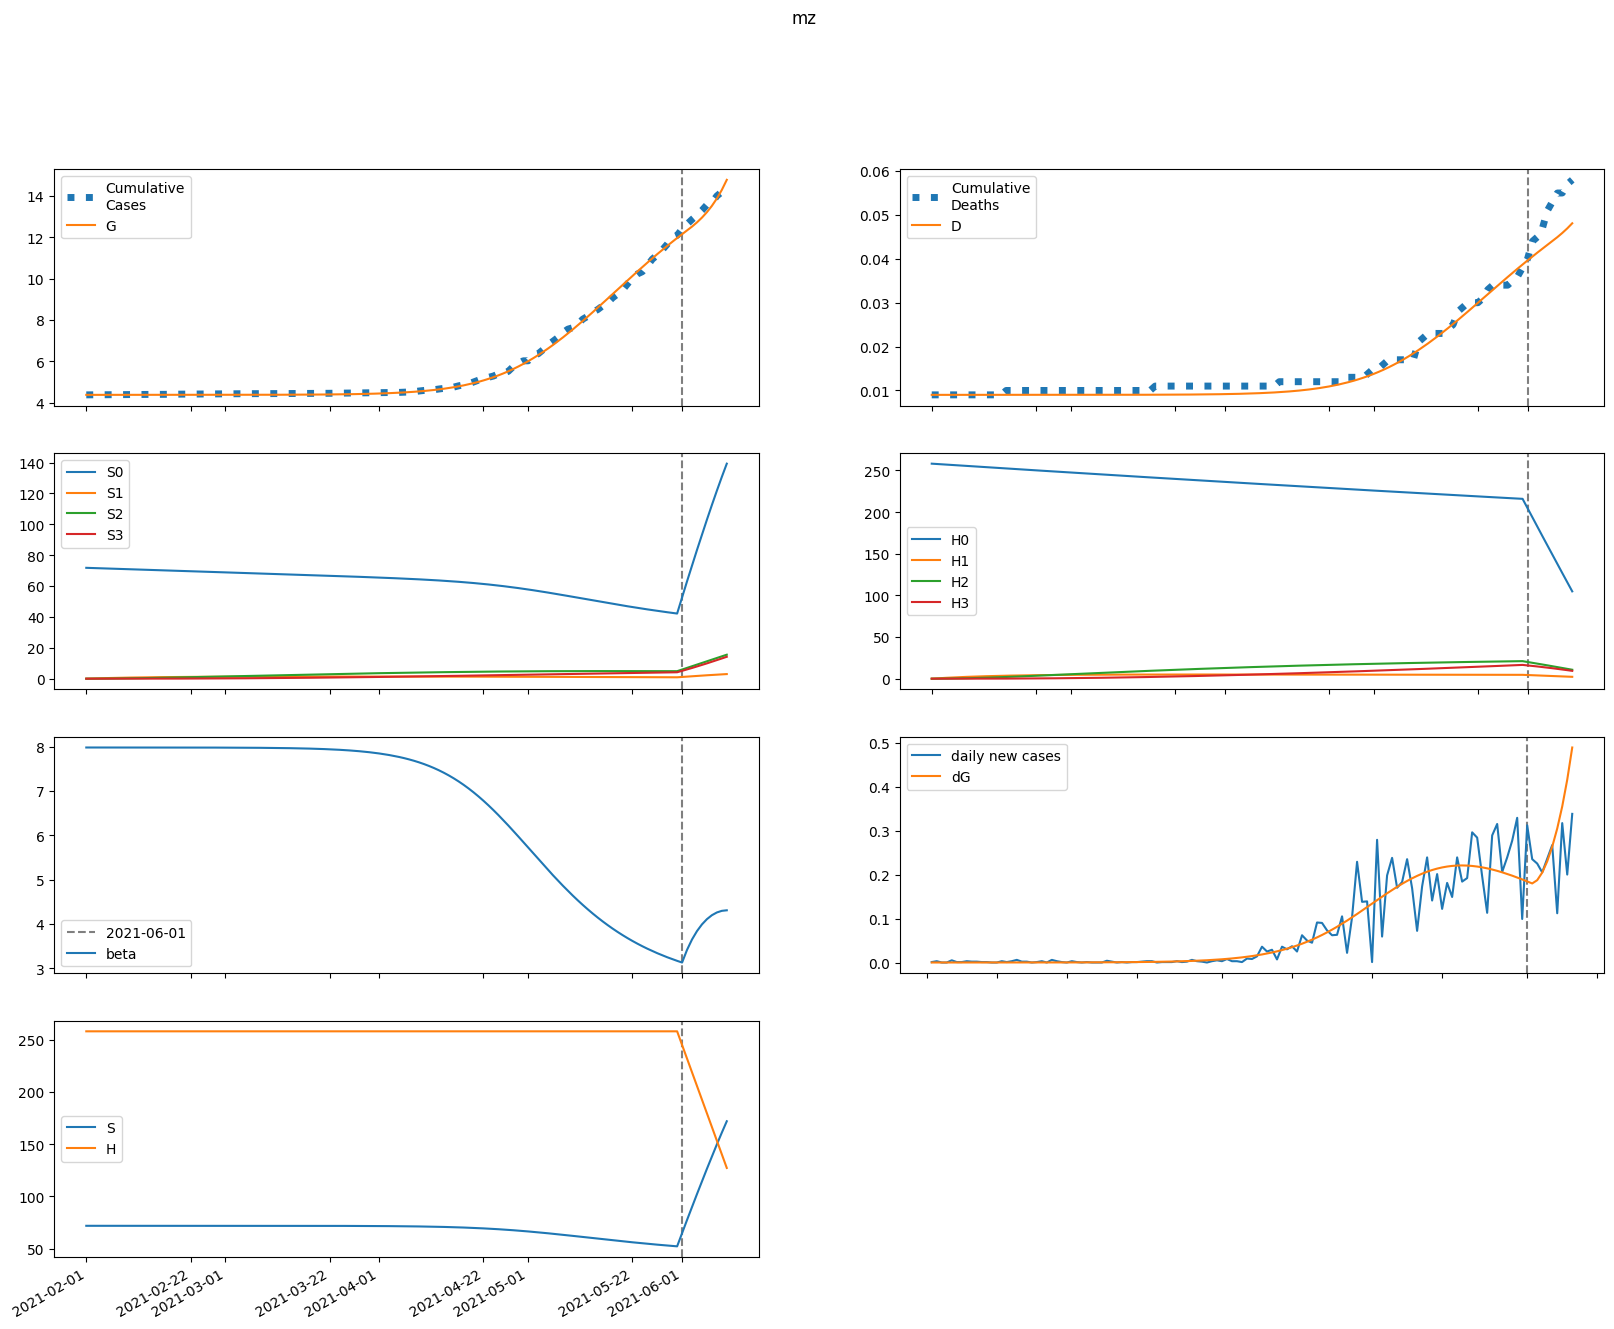 mz
14
12
10
8
6
4
Cumulative
Cases
G
0.06
0.05
0.04
0.03
0.02
0.01
Cumulative
Deaths
D
140
120
100
80
60
40
20
0
S0
S1
S2
S3
250
200
150
100
50
0
H0
H1
H2
H3
8
7
6
5
4
3
2021-06-01
beta
0.5
0.4
0.3
0.2
0.1
0.0
daily new cases
dG
250
200
150
100
50
S
H
2021-02-01
2021-02-22
2021-03-01
2021-03-22
2021-04-01
2021-04-22
2021-05-01
2021-05-22
2021-06-01